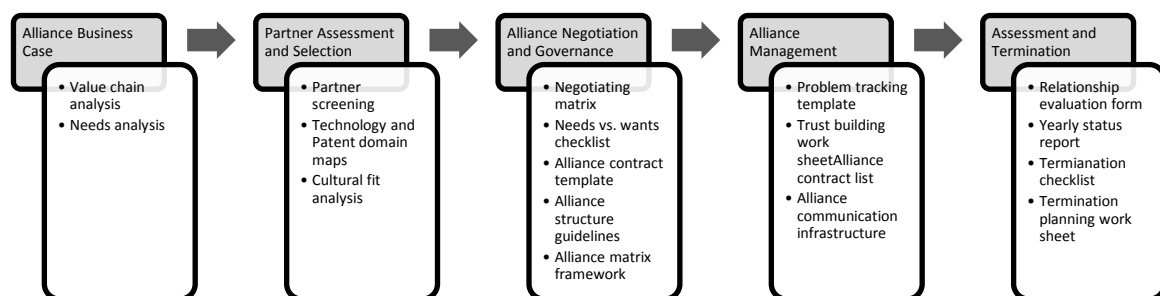 Alliance Business
Case
• Value chain
analysis
• Needs analysis
Partner Assessment
and Selection
• Partner
screening
• Technology and
Patent domain
maps
• Cultural fit
analysis
Alliance Negotiation
and Governance
• Negotiating
matrix
• Needs vs. wants
checklist
• Alliance contract
template
• Alliance
structure
guidelines
• Alliance matrix
framework
Alliance
Management
• Problem tracking
template
• Trust building
work
sheetAlliance
contract list
• Alliance
communication
infrastructure
Assessment and
Termination
• Relationship
evaluation form
• Yearly status
report
• Termianation
checklist
• Termination
planning work
sheet